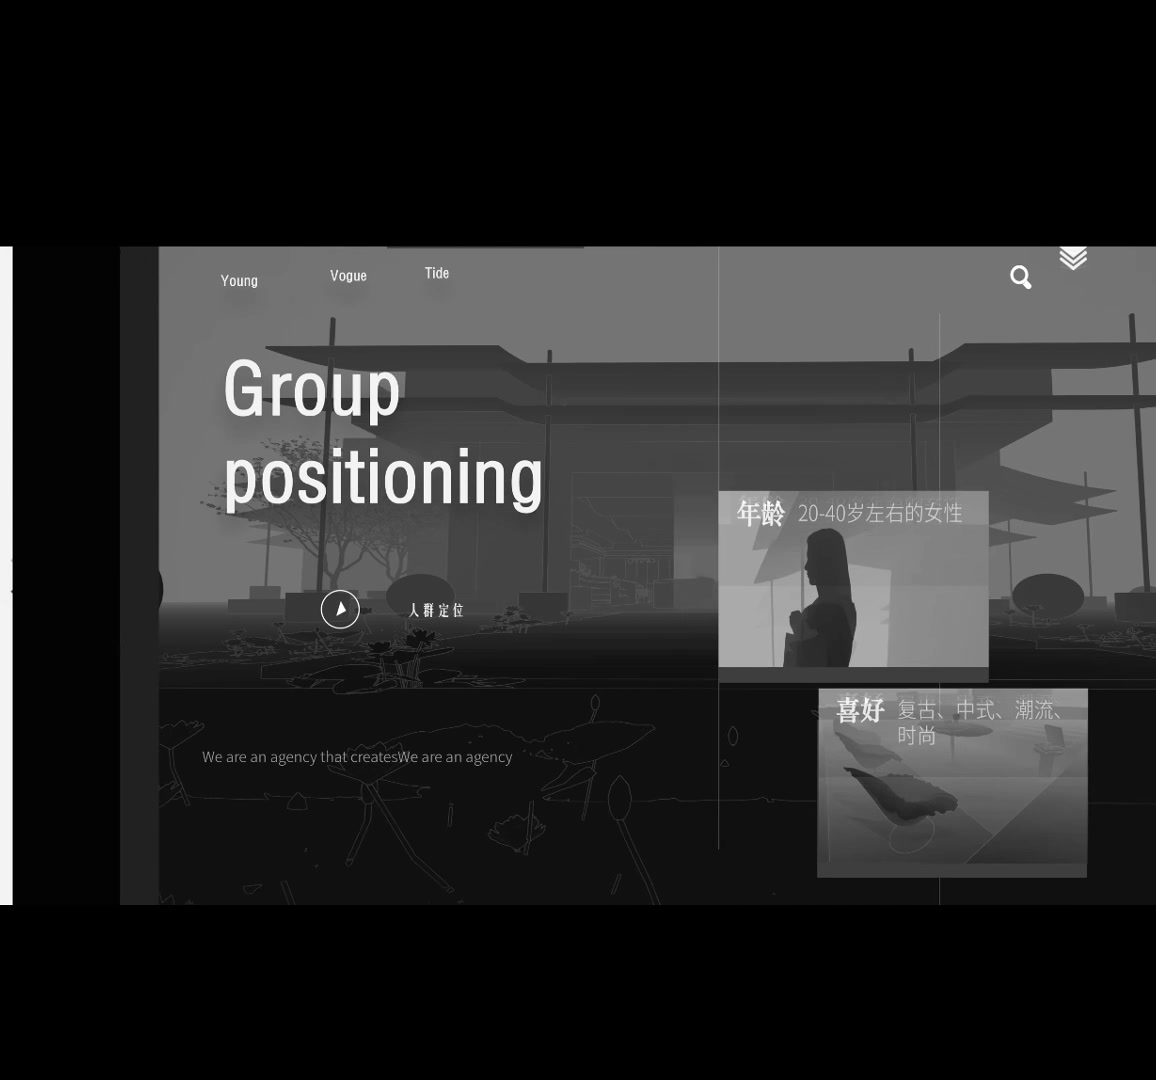 Young
Vogue
Tide
Group
positioning
人群定位
We are an agency that createsWe are an agency
年龄 20-40岁左右的女性
喜好 复古、中式、潮流、
时尚